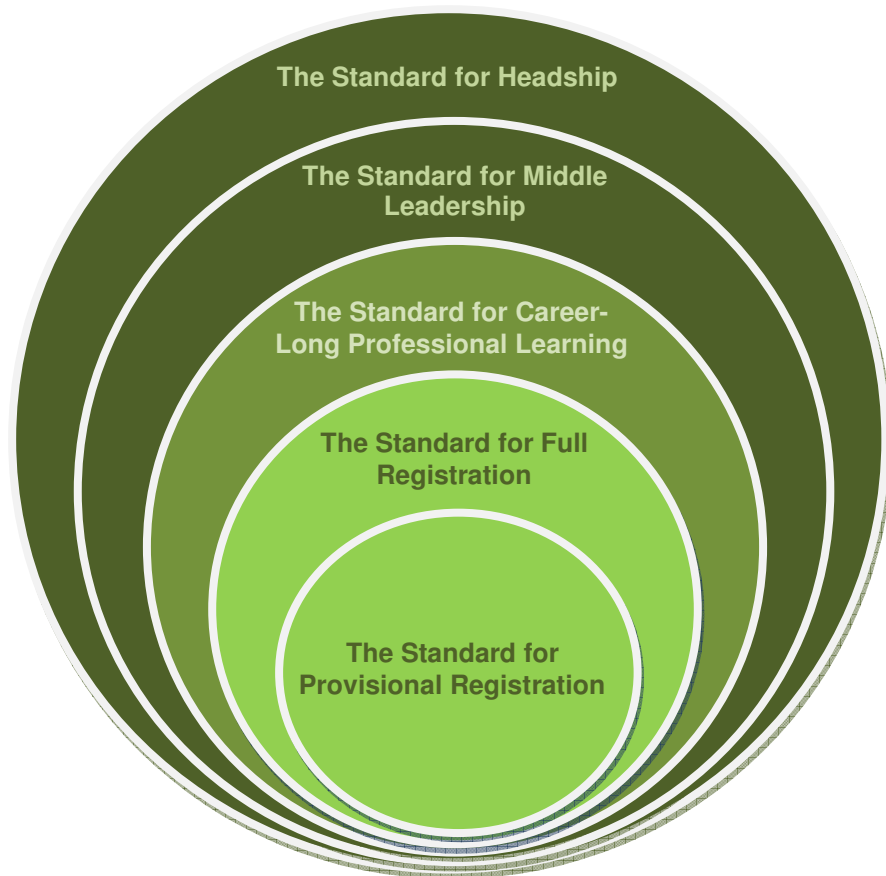 The Standard for Headship
The Standard for Middle
Leadership
The Standard for Career-
Long Professional Learning
The Standard for Full
Registration
The Standard for
Provisional Registration